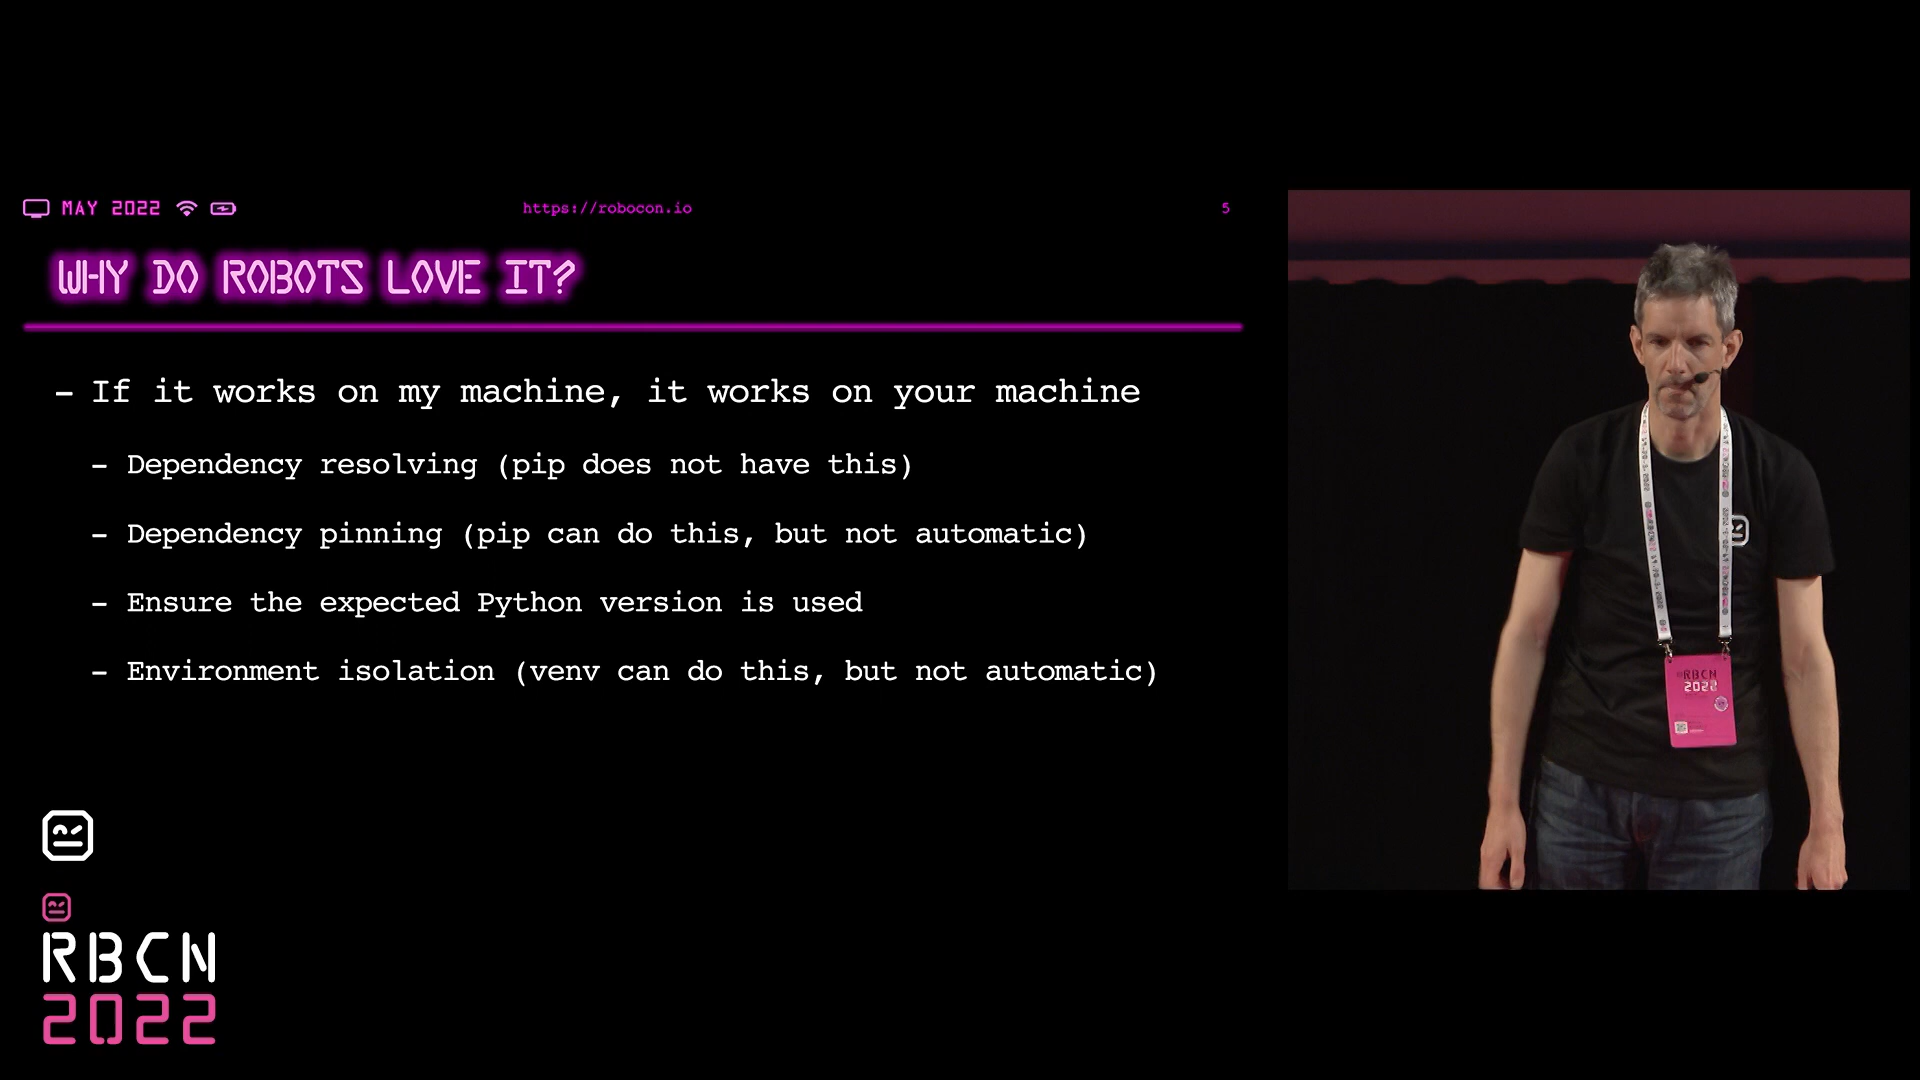 MAY 2022
https://robocon.io
5
WHY DO ROBOTS LOVE IT?
– If it works on my machine, it works on your machine
– Dependency resolving (pip does not have this)
– Dependency pinning (pip can do this, but not automatic)
– Ensure the expected Python version is used
– Environment isolation (venv can do this, but not automatic)
RBCN
2022
RBCN
2022